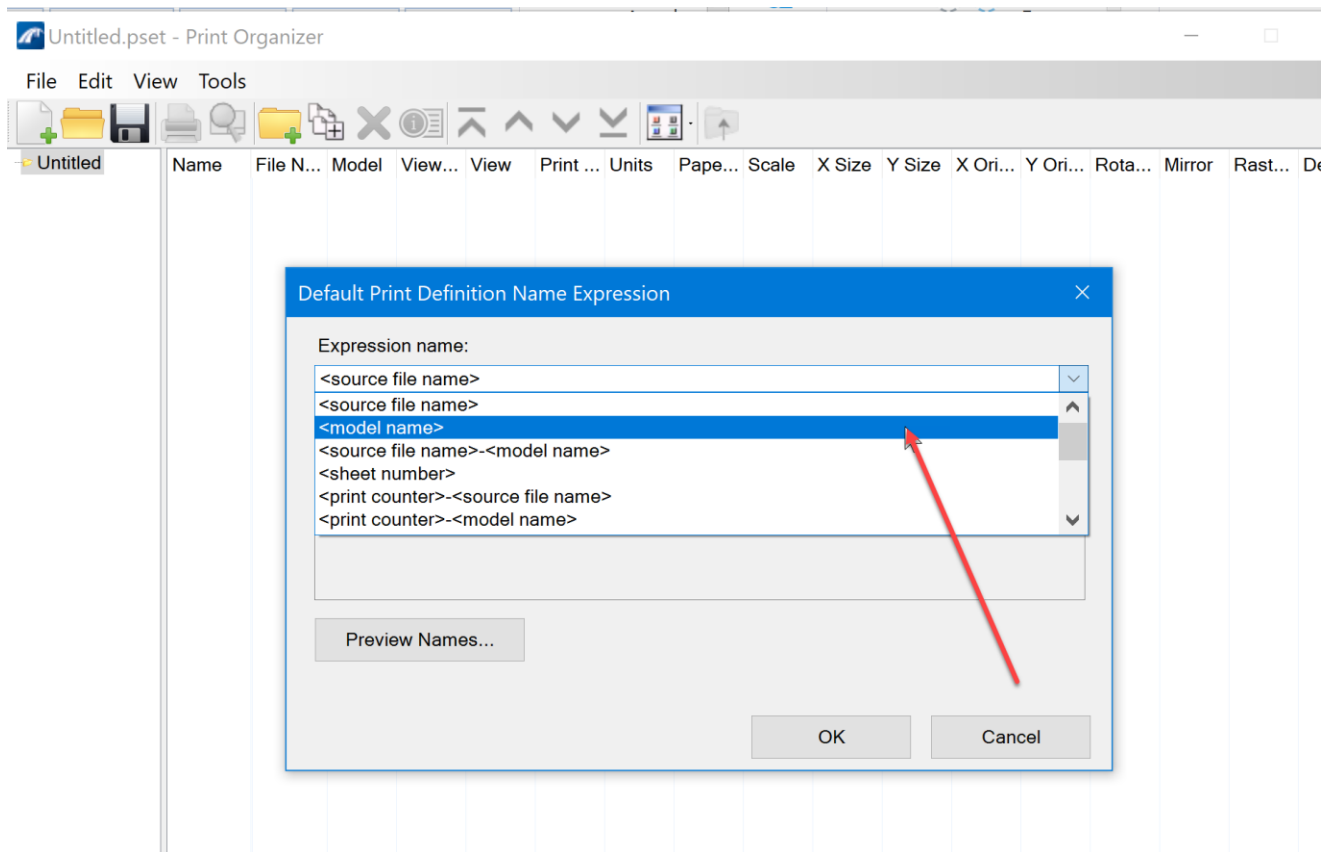 Untitled.pset - Print Organizer
File Edit View Tools
Untitled
Name File N... Model View... View Print ... Units Pape... Scale X Size Y Size X Ori... Y Ori... Rota... Mirror Rast... De
Default Print Definition Name Expression
Expression name:
<source file name>
<source file name>
<model name>
<source file name>-<model name>
<sheet number>
<print counter>-<source file name>
<print counter>-<model name>
Preview Names...
OK Cancel